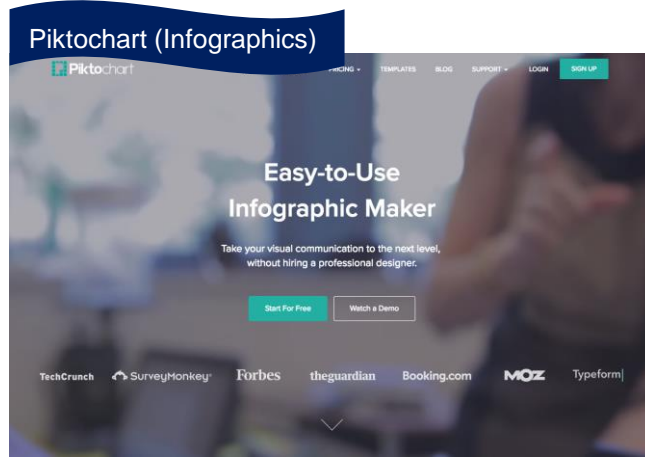 Piktochart (Infographics)
Piktochart
PRICING TEMPLATES BLOG SUPPORT LOGIN SIGN UP
Easy-to-Use
Infographic Maker
Take your visual communication to the next level,
without hiring a professional designer.
Start For Free Watch a Demo
TechCrunch SurveyMonkey Forbes theguardian Booking.com MOZ Typeform